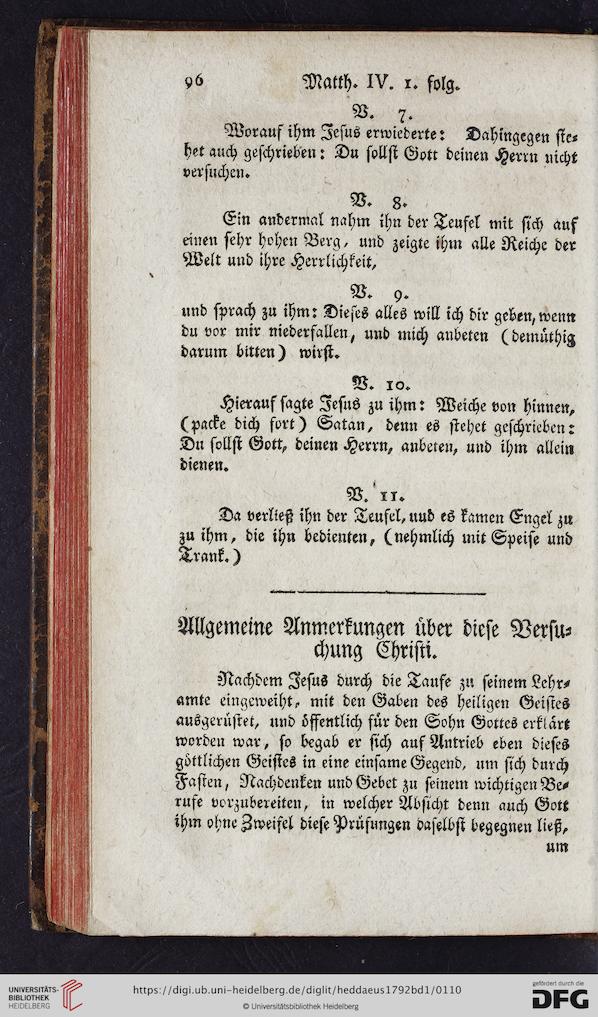 96 Matth. IV. 1. folg.
V. 7.
Worauf ihm Jesus erwiederte: Dahingegen ste-
het auch geschrieben: Du sollst Gott deinen Herrn nicht
versuchen.
V. 8.
Ein andermal nahm ihn der Teufel mit sich auf
einen sehr hohen Berg, und zeigte ihm alle Reiche der
Welt und ihre Herrlichkeit,
V. 9.
und sprach zu ihm: Dieses alles will ich dir geben, wenn
du vor mir niederfallen, und mich anbeten (demüthig
darum bitten) wirst.
V. 10.
Hierauf sagte Jesus zu ihm: Weiche von hinnen,
(packe dich fort) Satan, denn es stehet geschrieben:
Du sollst Gott, deinen Herrn, anbeten, und ihm allein
dienen.
V. 11.
Da verließ ihn der Teufel, und es kamen Engel zu
zu ihm, die ihn bedienten, (nehmlich mit Speise und
Trank.)
Allgemeine Anmerkungen über diese Versu-
chung Christi.
Nachdem Jesus durch die Taufe zu seinem Lehr-
amte eingeweiht, mit den Gaben des heiligen Geistes
ausgerüstet, und öffentlich für den Sohn Gottes erklärt
worden war, so begab er sich auf Antrieb eben dieses
göttlichen Geistes in eine einsame Gegend, um sich durch
Fasten, Nachdenken und Gebet zu seinem wichtigen Be-
rufe vorzubereiten, in welcher Absicht denn auch Gott
ihm ohne Zweifel diese Prüfungen daselbst begegnen ließ,
um
UNIVERSITÄTS-
BIBLIOTHEK
HEIDELBERG
https://digi.ub.uni-heidelberg.de/diglit/heddaeus1792bd1/0110
© Universitätsbibliothek Heidelberg
gefördert durch die
DFG